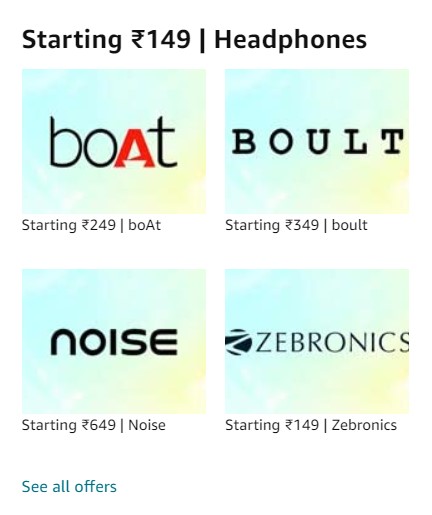 Starting ₹149 | Headphones
boAt
BOULT
Starting ₹249 | boAt
Starting ₹349 | boult
NOISE
ZEBRONICS
Starting ₹649 | Noise
Starting ₹149 | Zebronics
See all offers